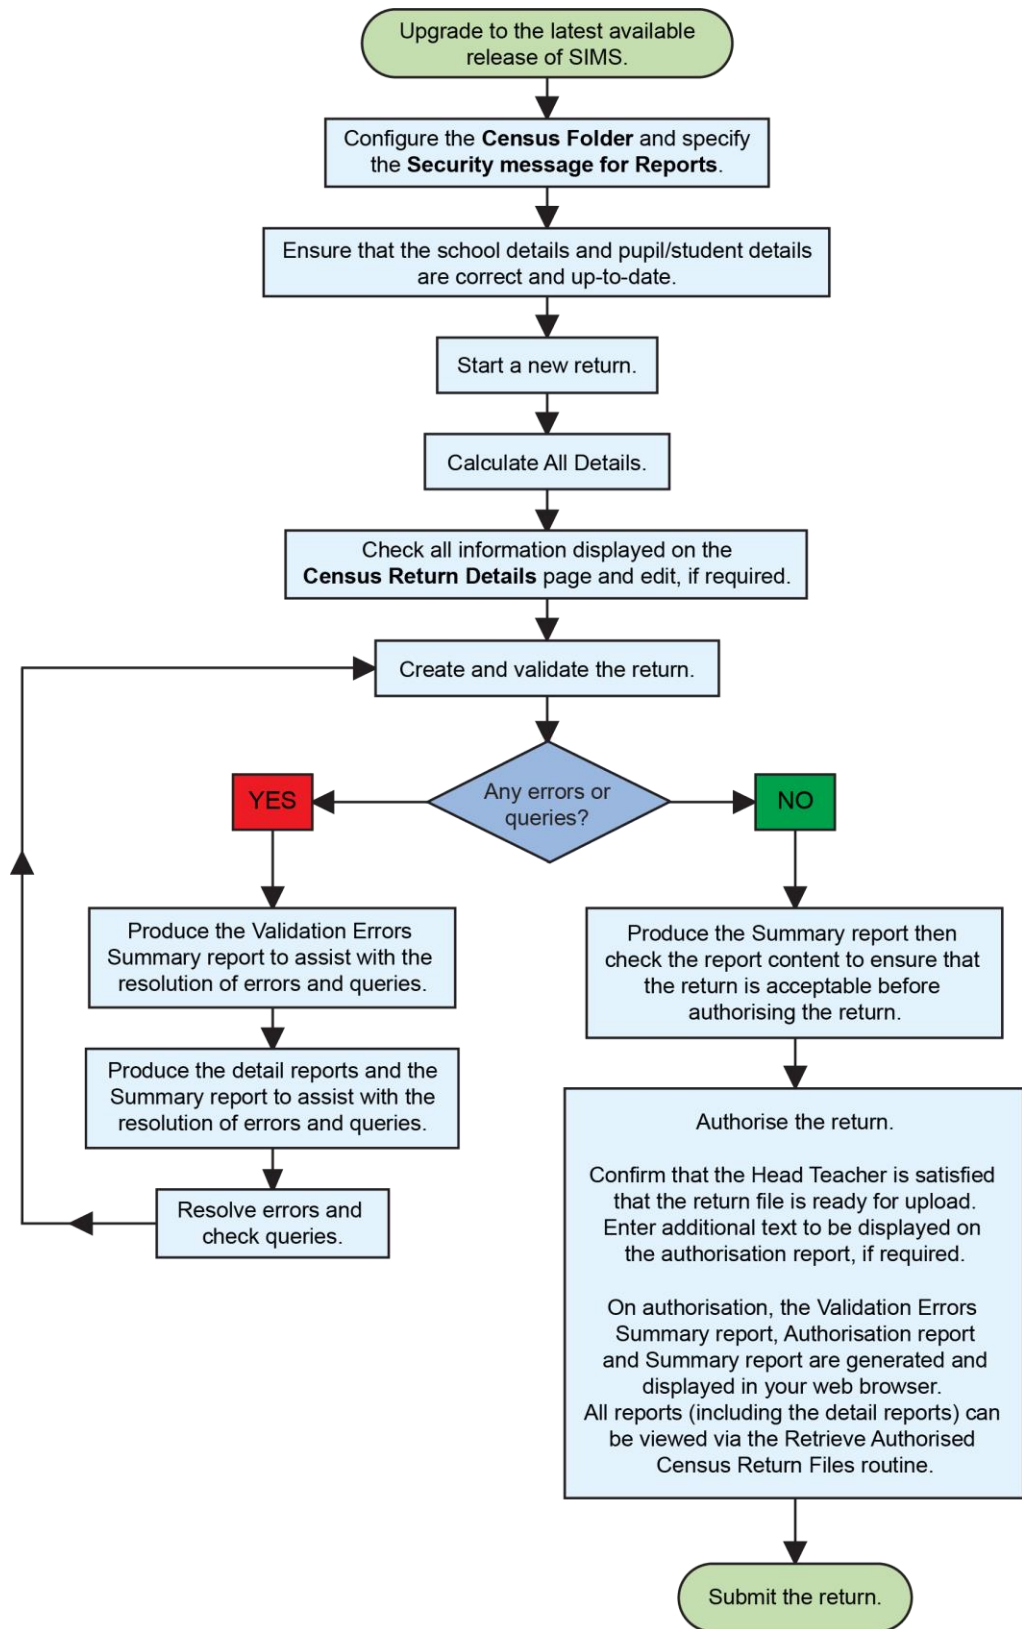 Upgrade to the latest available
release of SIMS.
Configure the Census Folder and specify
the Security message for Reports.
Ensure that the school details and pupil/student details
are correct and up-to-date.
Start a new return.
Calculate All Details.
Check all information displayed on the
Census Return Details page and edit, if required.
Create and validate the return.
Any errors or
queries?
YES
NO
Produce the Validation Errors
Summary report to assist with the
resolution of errors and queries.
Produce the detail reports and the
Summary report to assist with the
resolution of errors and queries.
Resolve errors and
check queries.
Produce the Summary report then
check the report content to ensure that
the return is acceptable before
authorising the return.
Authorise the return.
Confirm that the Head Teacher is satisfied
that the return file is ready for upload.
Enter additional text to be displayed on
the authorisation report, if required.
On authorisation, the Validation Errors
Summary report, Authorisation report
and Summary report are generated and
displayed in your web browser.
All reports (including the detail reports) can
be viewed via the Retrieve Authorised
Census Return Files routine.
Submit the return.